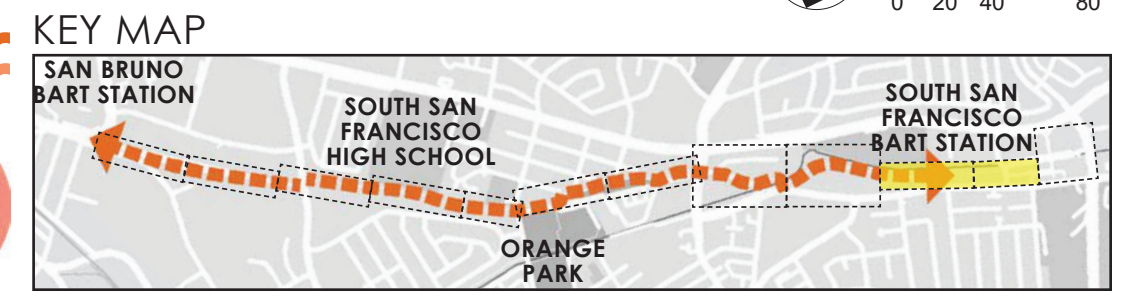 0 20 40 80
KEY MAP
SAN BRUNO
BART STATION
SOUTH SAN
FRANCISCO
HIGH SCHOOL
SOUTH SAN
FRANCISCO
BART STATION
ORANGE
PARK